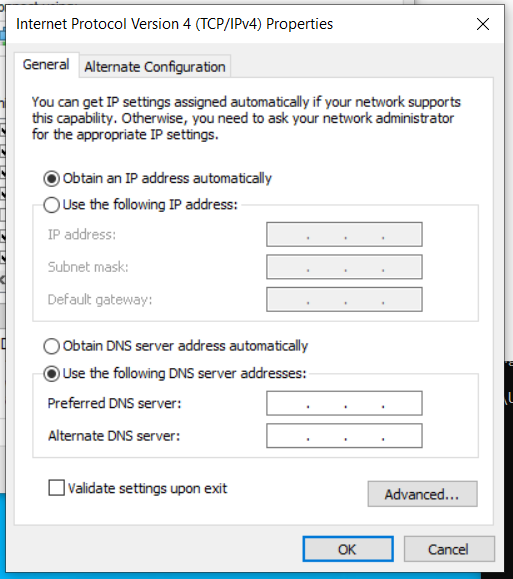 Internet Protocol Version 4 (TCP/IPv4) Properties
General
Alternate Configuration
You can get IP settings assigned automatically if your network supports
this capability. Otherwise, you need to ask your network administrator
for the appropriate IP settings.
Obtain an IP address automatically
Use the following IP address:
IP address:
Subnet mask:
Default gateway:
Obtain DNS server address automatically
Use the following DNS server addresses:
Preferred DNS server:
Alternate DNS server:
Validate settings upon exit
Advanced...
OK
Cancel